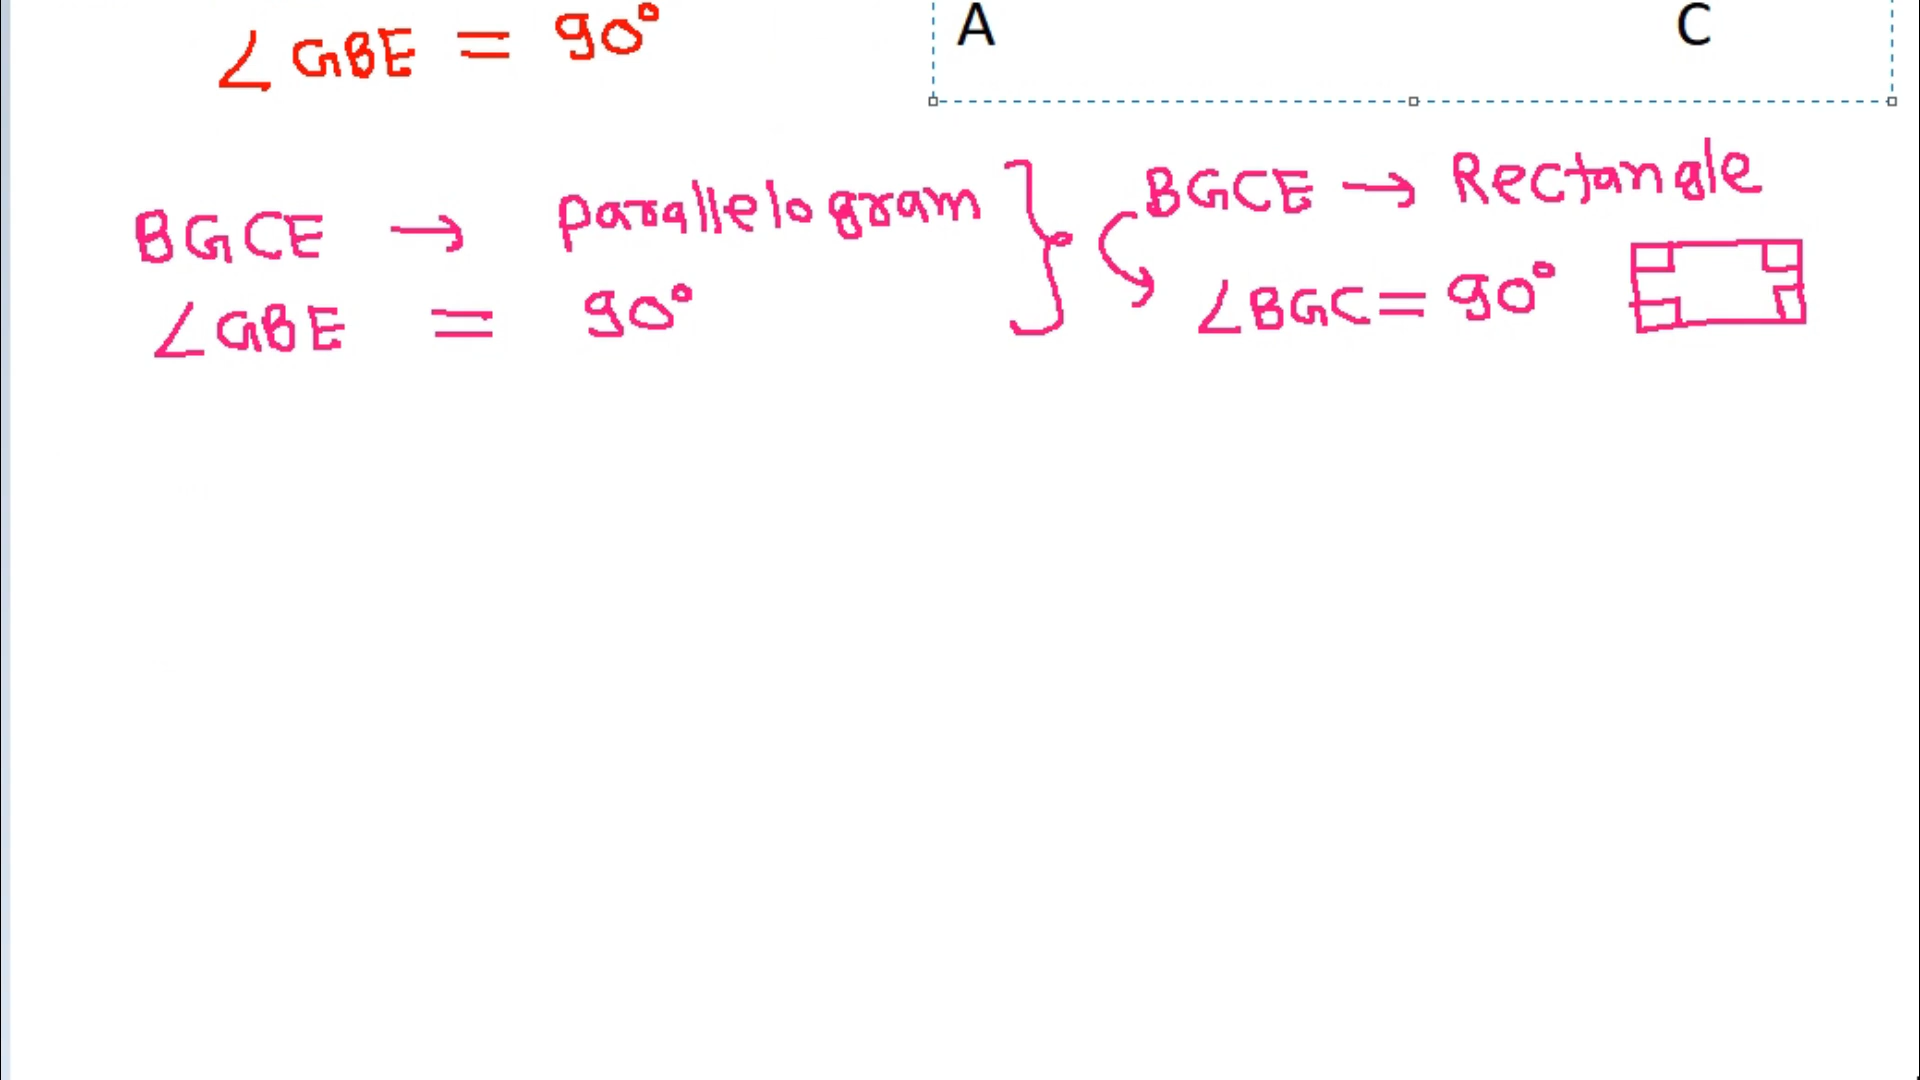 ∠GBE = 90°
A C
BGCE → Parallelogram
∠GBE = 90°
BGCE → Rectangle
∠BGC = 90°